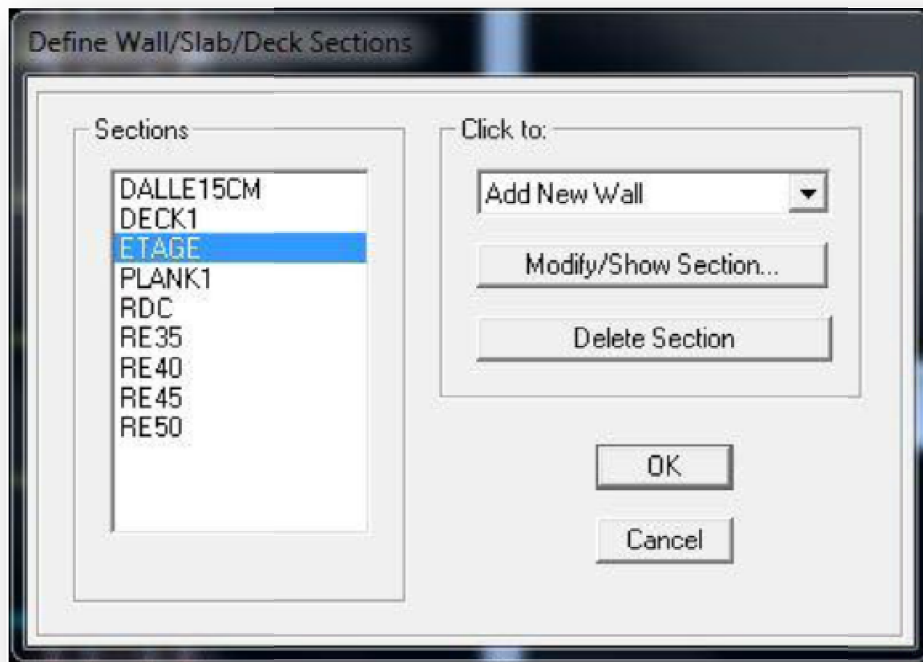 Define Wall/Slab/Deck Sections
Sections
DALLE15CM
DECK1
ETAGE
PLANK1
RDC
RE35
RE40
RE45
RE50
Click to:
Add New Wall
Modify/Show Section...
Delete Section
OK
Cancel